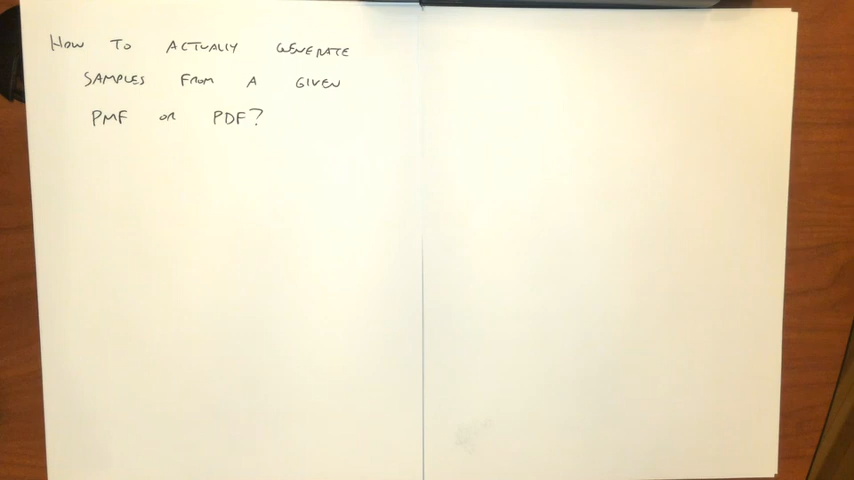 HOW TO ACTUALLY GENERATE
SAMPLES FROM A GIVEN
PMF OR PDF?